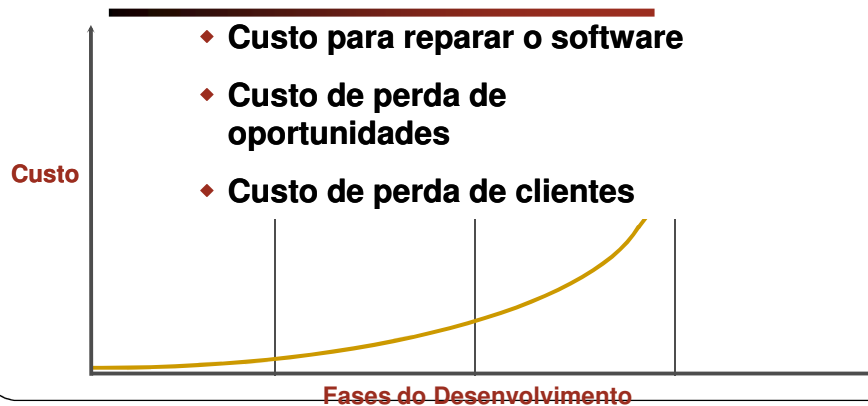 Custo para reparar o software
Custo de perda de
oportunidades
Custo de perda de clientes
Custo
Fases do Desenvolvimento